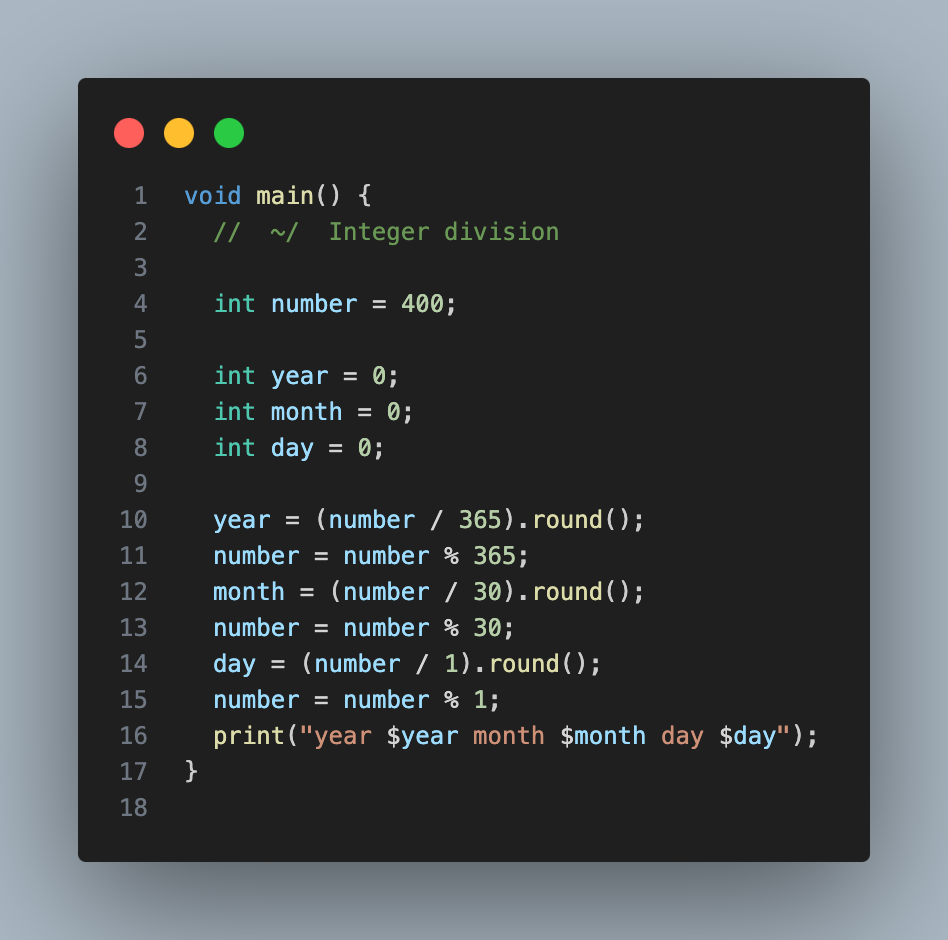 1 void main() {
2 // ~/ Integer division
3
4 int number = 400;
5
6 int year = 0;
7 int month = 0;
8 int day = 0;
9
10 year = (number / 365).round();
11 number = number % 365;
12 month = (number / 30).round();
13 number = number % 30;
14 day = (number / 1).round();
15 number = number % 1;
16 print("year $year month $month day $day");
17 }
18